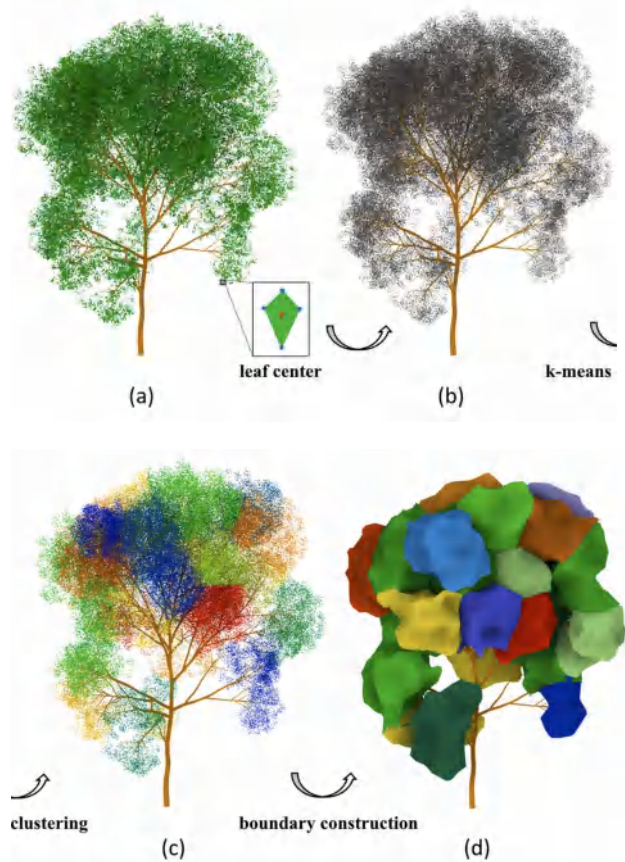 leaf center
k-means
(a)
(b)
clustering
boundary construction
(c)
(d)